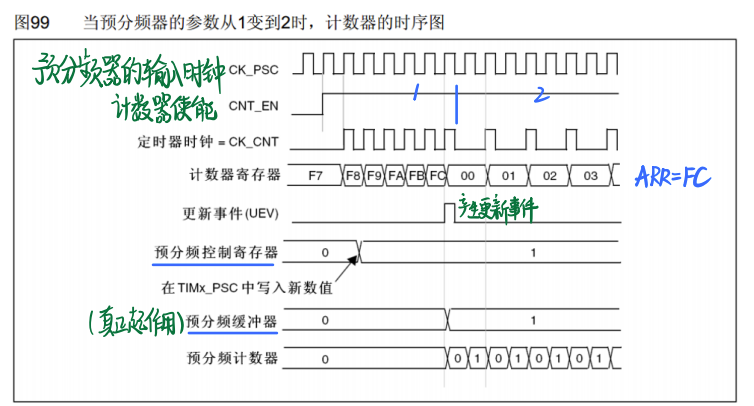 图99 当预分频器的参数从1变到2时，计数器的时序图
预分频器的输入时钟 CK_PSC
计数器使能 CNT_EN 1 2
定时器时钟 = CK_CNT
计数器寄存器 F7 F8 F9 FA FB FC 00 01 02 03 ARR=FC
更新事件(UEV) 产生更新事件
预分频控制寄存器 0 1
在TIMx_PSC中写入新数值
(真正起作用) 预分频缓冲器 0 1
预分频计数器 0 0 1 0 1 0 1 0 1